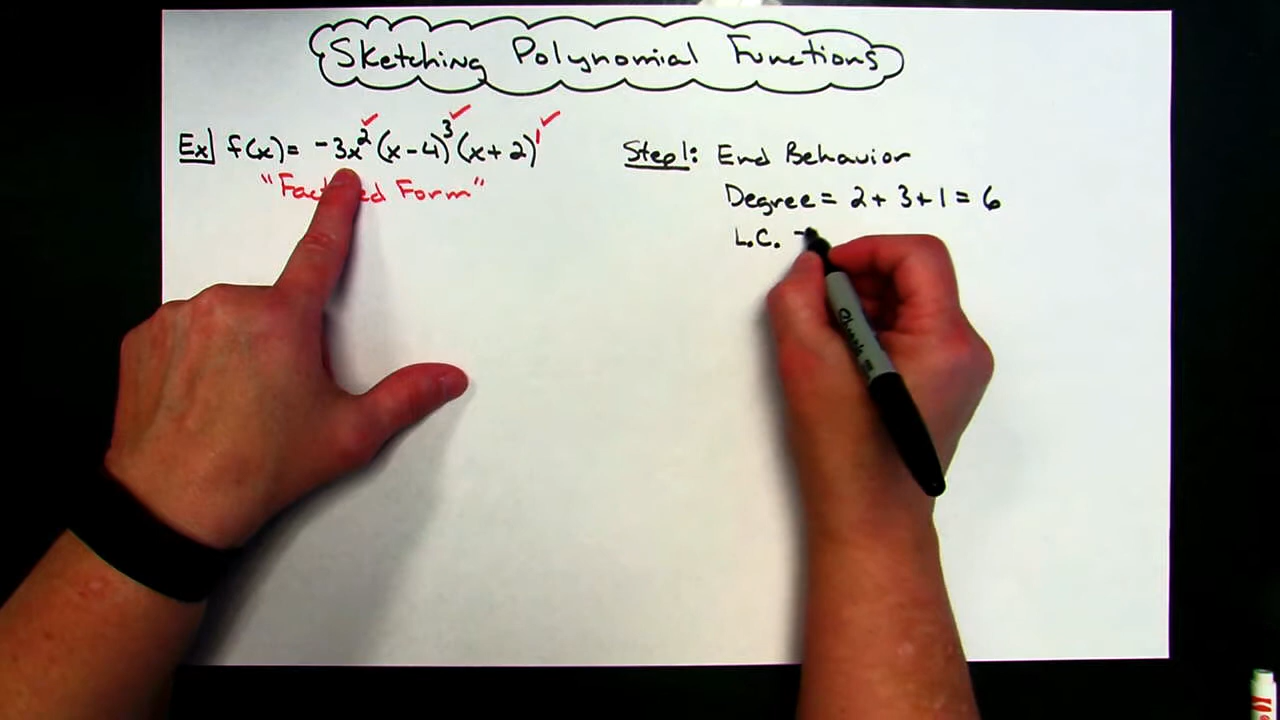 Sketching Polynomial Functions
Ex] f(x) = -3x²(x-4)³(x+2)¹
"Fac ed Form"
Step 1: End Behavior
Degree = 2 + 3 + 1 = 6
L.C.